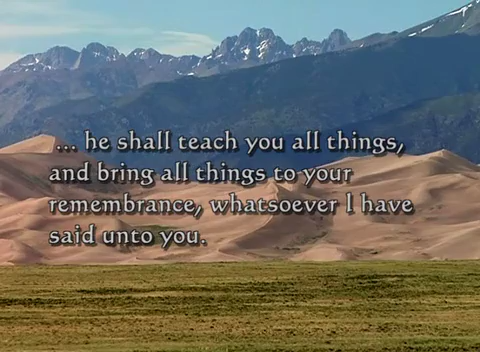 ... he shall teach you all things,
and bring all things to your
remembrance, whatsoever I have
said unto you.